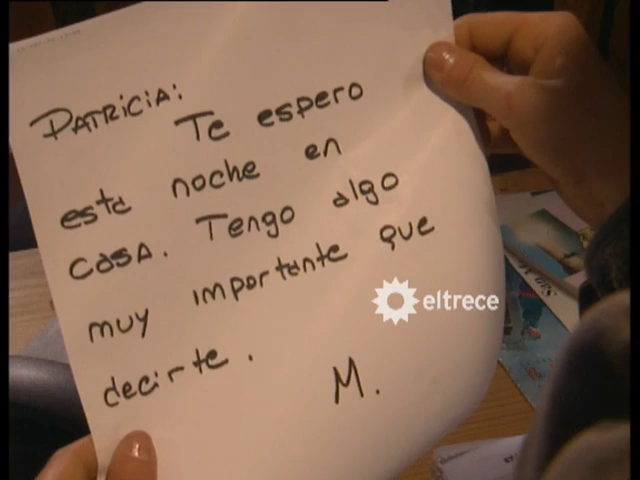 PATRICIA:
Te espero
esta noche en
casa. Tengo algo
muy importante que
decirte.
M.
eltrece